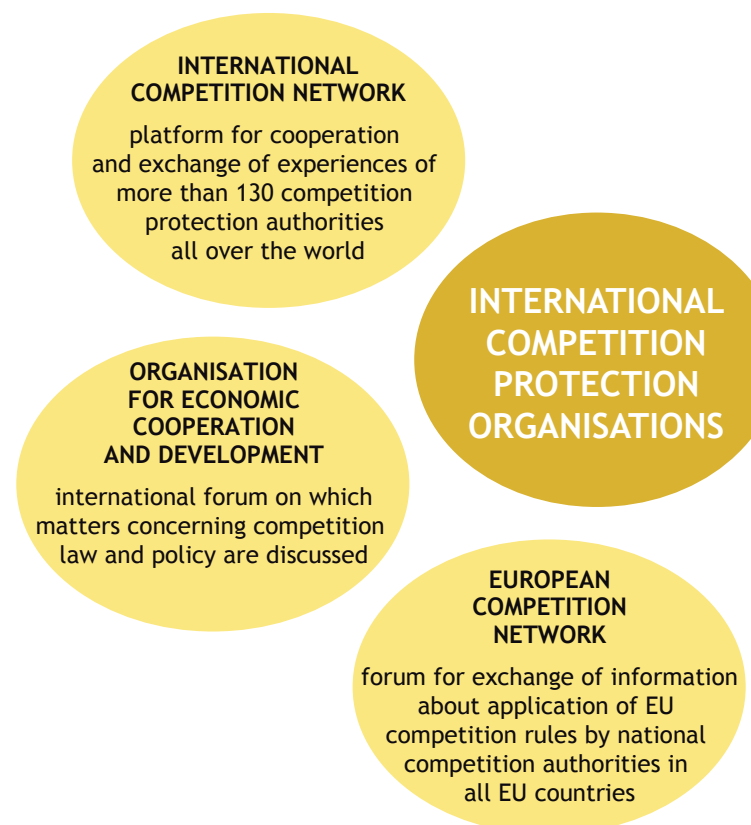 INTERNATIONAL
COMPETITION NETWORK
platform for cooperation
and exchange of experiences of
more than 130 competition
protection authorities
all over the world
INTERNATIONAL
COMPETITION
PROTECTION
ORGANISATIONS
ORGANISATION
FOR ECONOMIC
COOPERATION
AND DEVELOPMENT
international forum on which
matters concerning competition
law and policy are discussed
EUROPEAN
COMPETITION
NETWORK
forum for exchange of information
about application of EU
competition rules by national
competition authorities in
all EU countries